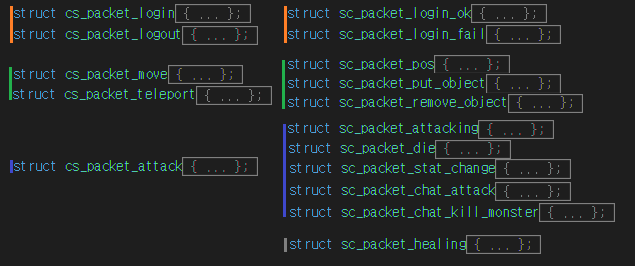 struct cs_packet_login{ ... };
struct cs_packet_logout{ ... };
struct cs_packet_move{ ... };
struct cs_packet_teleport{ ... };
struct cs_packet_attack{ ... };
struct sc_packet_login_ok{ ... };
struct sc_packet_login_fail{ ... };
struct sc_packet_pos{ ... };
struct sc_packet_put_object{ ... };
struct sc_packet_remove_object{ ... };
struct sc_packet_attacking{ ... };
struct sc_packet_die{ ... };
struct sc_packet_stat_change{ ... };
struct sc_packet_chat_attack{ ... };
struct sc_packet_chat_kill_monster{ ... };
struct sc_packet_healing{ ... };